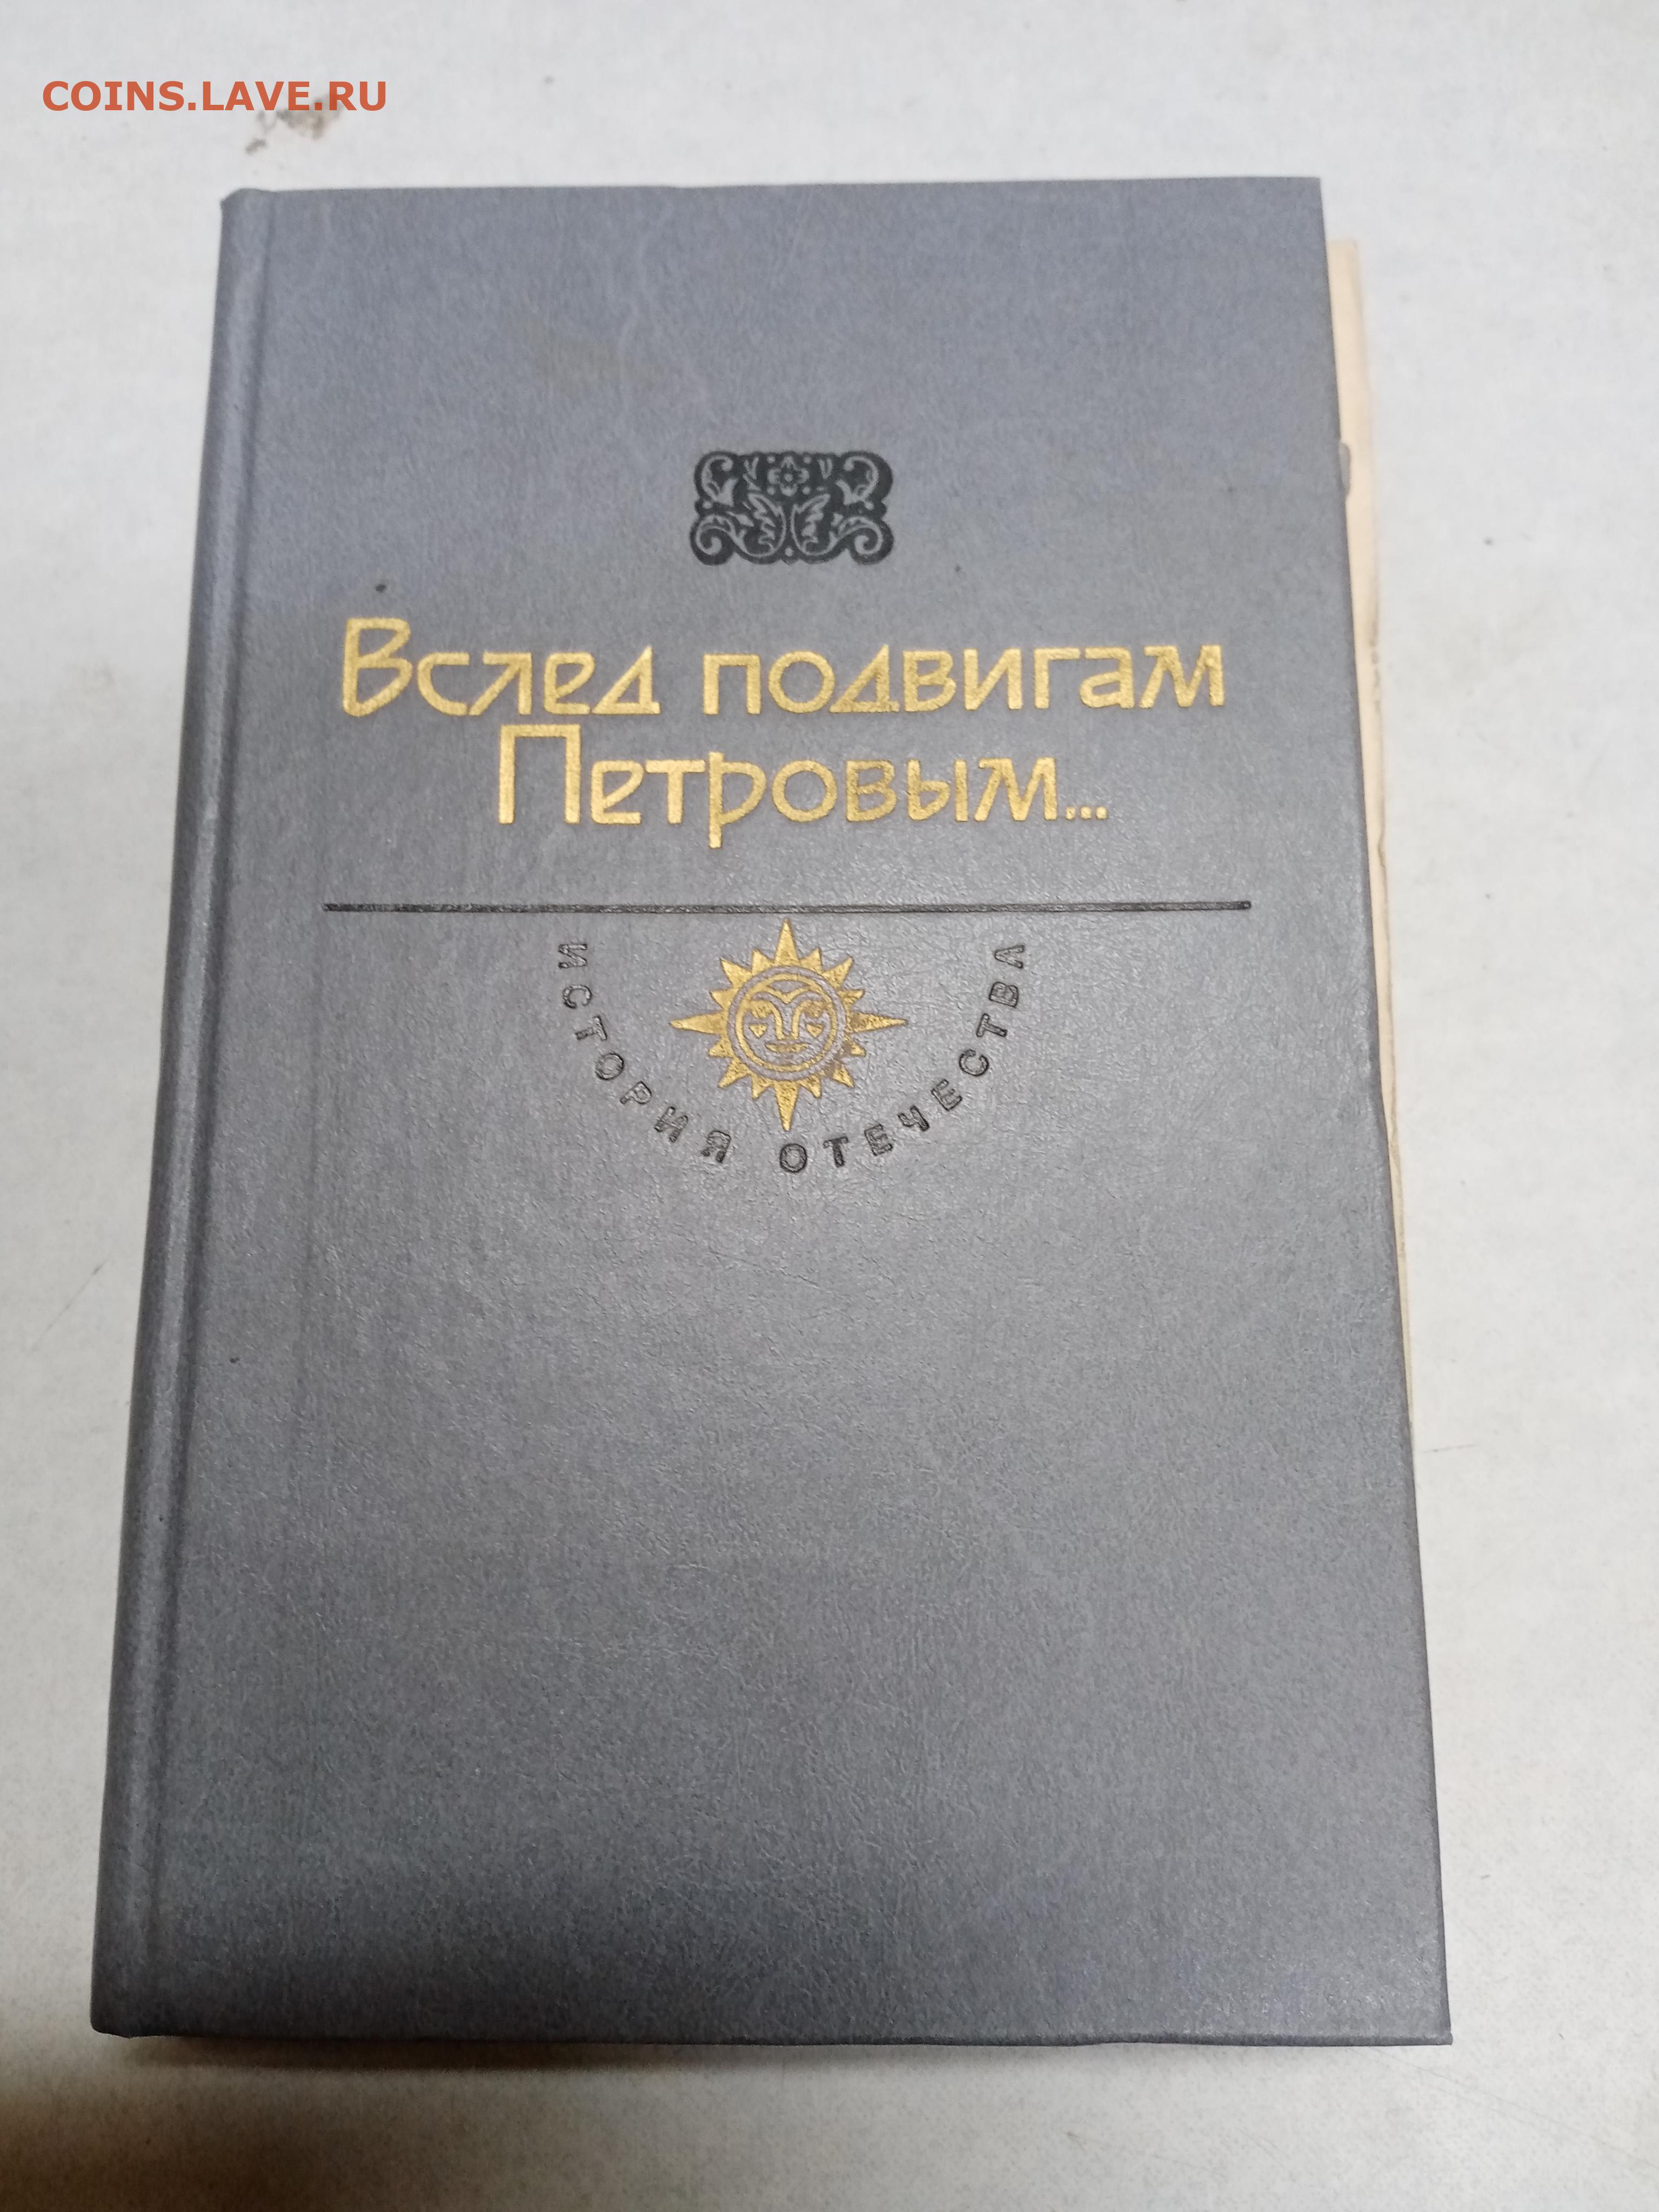 COINS.LAVE.RU
Вслед подвигам
Петровым...
ИСТОРИЯ ОТЕЧЕСТВА